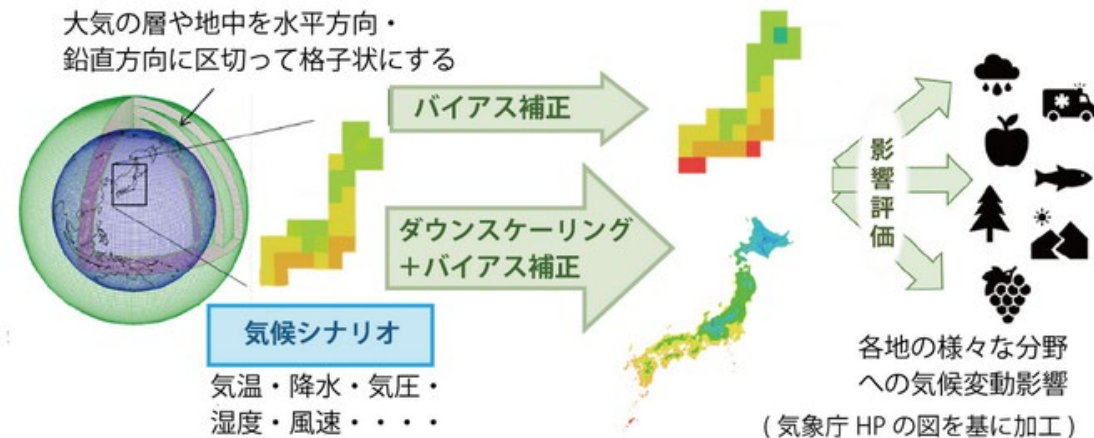 大気の層や地中を水平方向・
鉛直方向に区切って格子状にする
バイアス補正
ダウンスケーリング
＋バイアス補正
影響評価
気候シナリオ
気温・降水・気圧・
湿度・風速・・・・
各地の様々な分野
への気候変動影響
(気象庁 HP の図を基に加工)